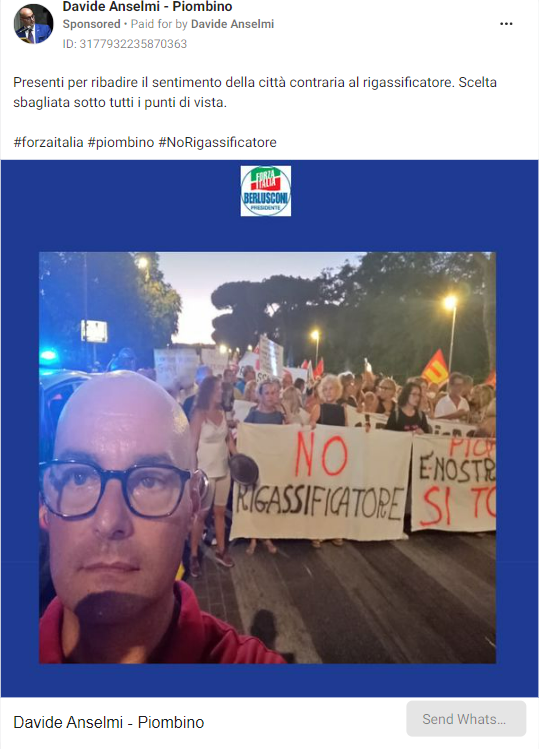 Davide Anselmi - Piombino
Sponsored • Paid for by Davide Anselmi
ID: 3177932235870363
Presenti per ribadire il sentimento della città contraria al rigassificatore. Scelta
sbagliata sotto tutti i punti di vista.
#forzaitalia #piombino #NoRigassificatore
FORZA
ITALIA
BERLUSCONI
PRESIDENTE
NO
RIGASSIFICATORE
È NOSTR
SI TO
Davide Anselmi - Piombino
Send Whats...